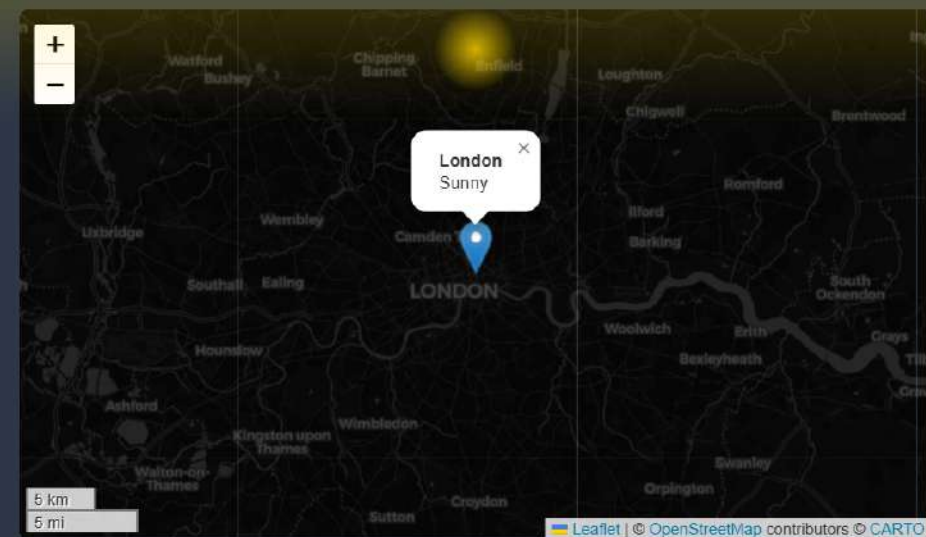 +
−
Watford
Bushey
Chipping
Barnet
Enfield
Loughton
Chigwell
Brentwood
London
×
Sunny
Romford
Ilford
Wembley
Uxbridge
Camden
Barking
Southall
Ealing
LONDON
South
Ockendon
Woolwich
Erith
Grays
Hounslow
Bexleyheath
Ashford
Wimbledon
Kingston upon
Thames
Swanley
Walton-on-
Thames
Orpington
Croydon
Sutton
5 km
5 mi
Leaflet | © OpenStreetMap contributors © CARTO